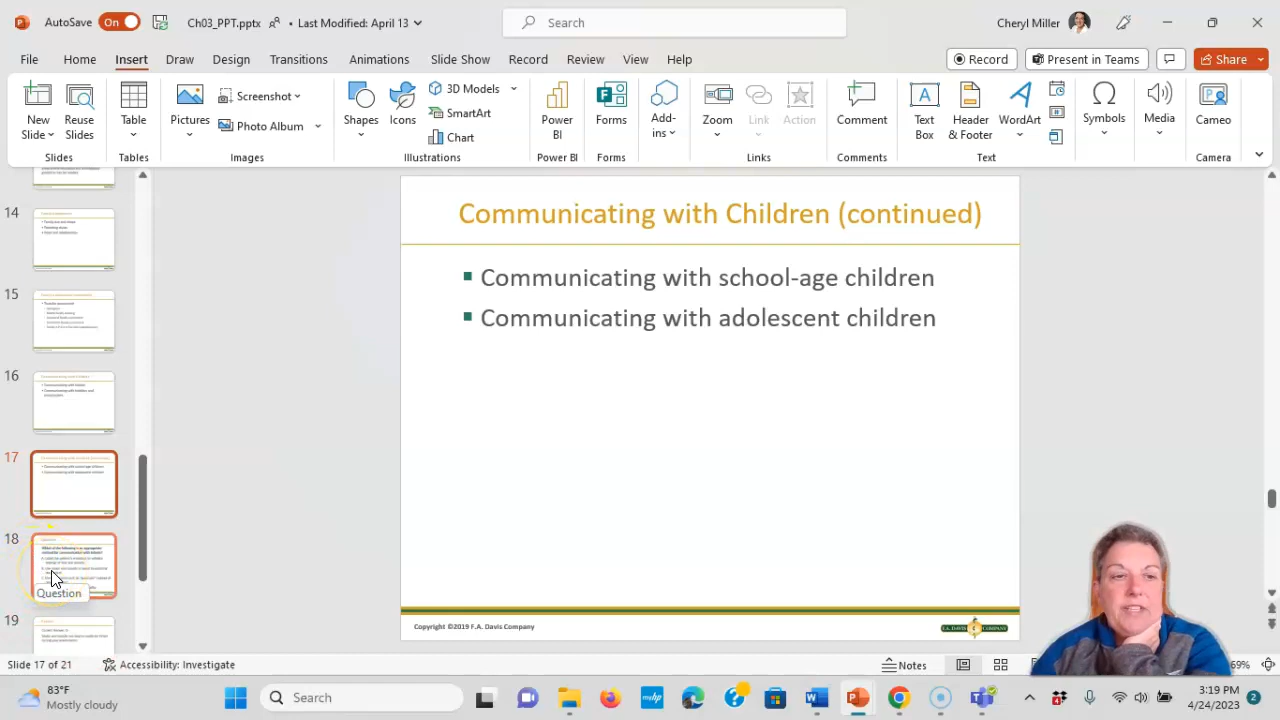 AutoSave On Ch03_PPT.pptx • Last Modified: April 13 Search Cheryl Miller
File Home Insert Draw Design Transitions Animations Slide Show Record Review View Help Record Present in Teams Share
New Slide Reuse Slides Table Pictures Screenshot Photo Album Shapes Icons 3D Models SmartArt Chart Power BI Forms Add-ins Zoom Link Action Comment Text Box Header & Footer WordArt Symbols Media Cameo
Slides Tables Images Illustrations Power BI Forms Links Comments Text Camera
14
15
16
17
18
19
Question
Communicating with Children (continued)
Communicating with school-age children
Communicating with adolescent children
Copyright ©2019 F.A. Davis Company
F.A. DAVIS COMPANY
Slide 17 of 21 Accessibility: Investigate Notes 69%
83°F
Mostly cloudy
Search
3:19 PM
4/24/2023
2